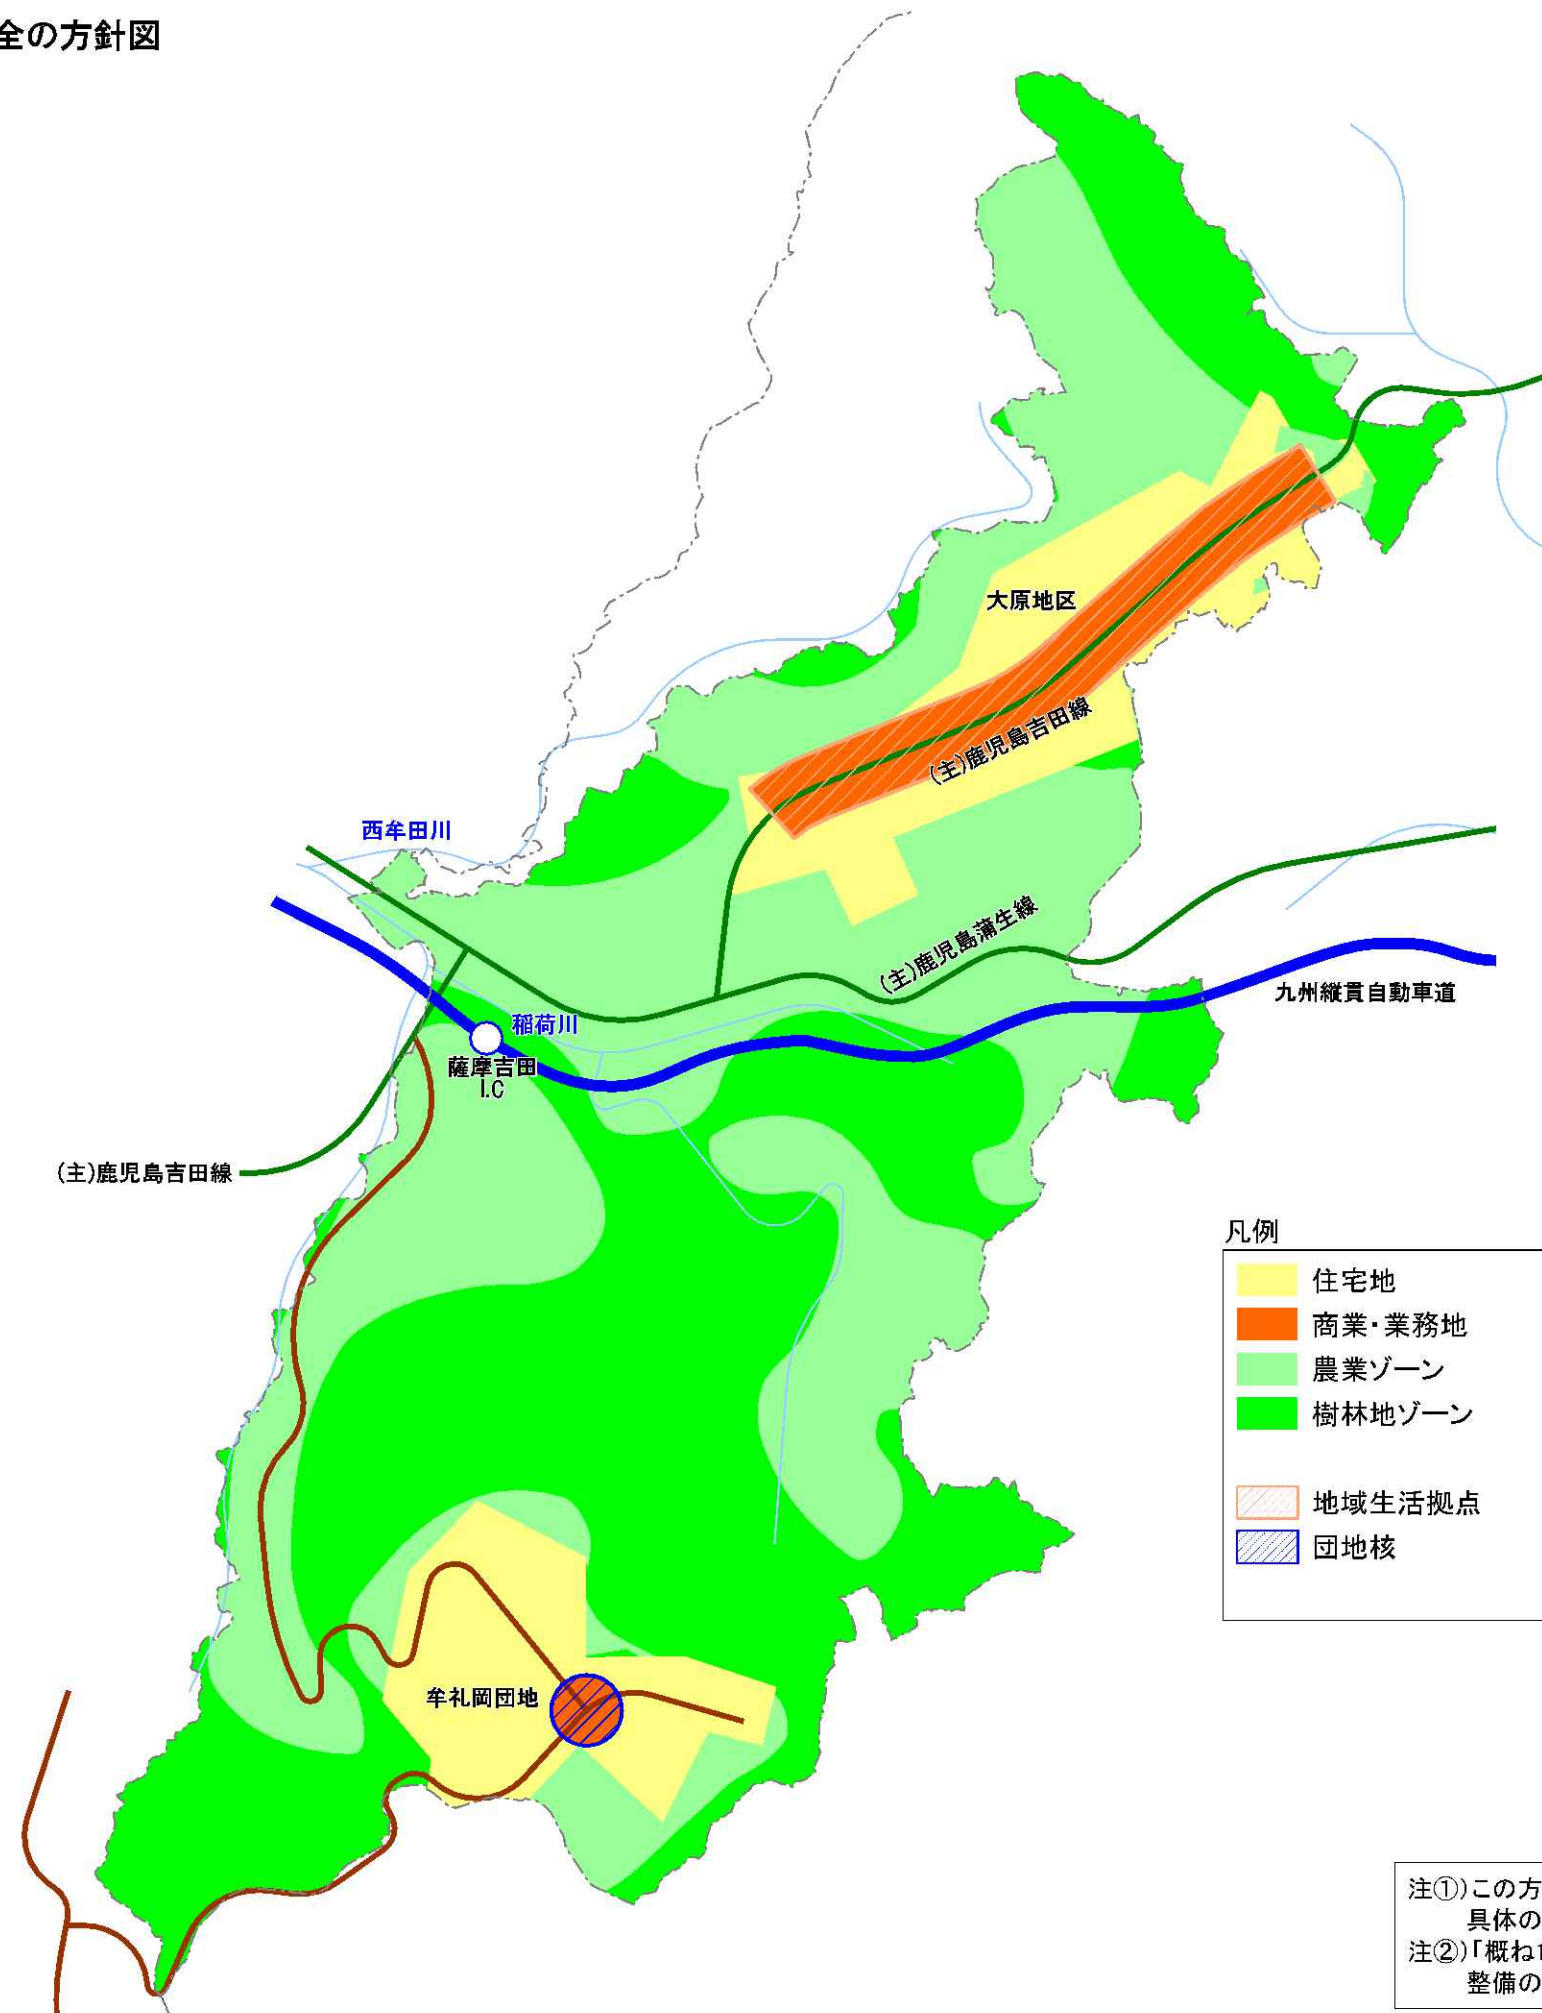 全の方針図
大原地区
(主)鹿児島吉田線
西牟田川
(主)鹿児島蒲生線
九州縦貫自動車道
稲荷川
薩摩吉田
I.C
(主)鹿児島吉田線
牟礼岡団地
凡例
住宅地
商業・業務地
農業ゾーン
樹林地ゾーン
地域生活拠点
団地核
注①)この方
具体の
注②)「概ね1
整備の